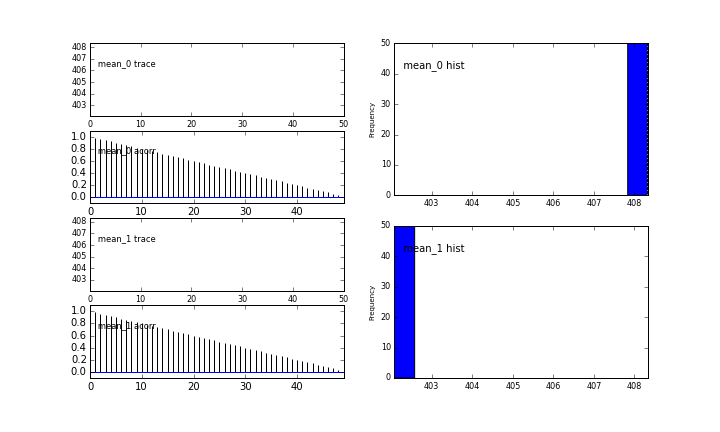 408
407
406
405
404
403
mean_0 trace
0 10 20 30 40 50
1.0
0.8
0.6
0.4
0.2
0.0
mean_0 acorr
0 10 20 30 40
408
407
406
405
404
403
mean_1 trace
0 10 20 30 40 50
1.0
0.8
0.6
0.4
0.2
0.0
mean_1 acorr
0 10 20 30 40
50
40
30
20
10
0
Frequency
mean_0 hist
403 404 405 406 407 408
50
40
30
20
10
0
Frequency
mean_1 hist
403 404 405 406 407 408